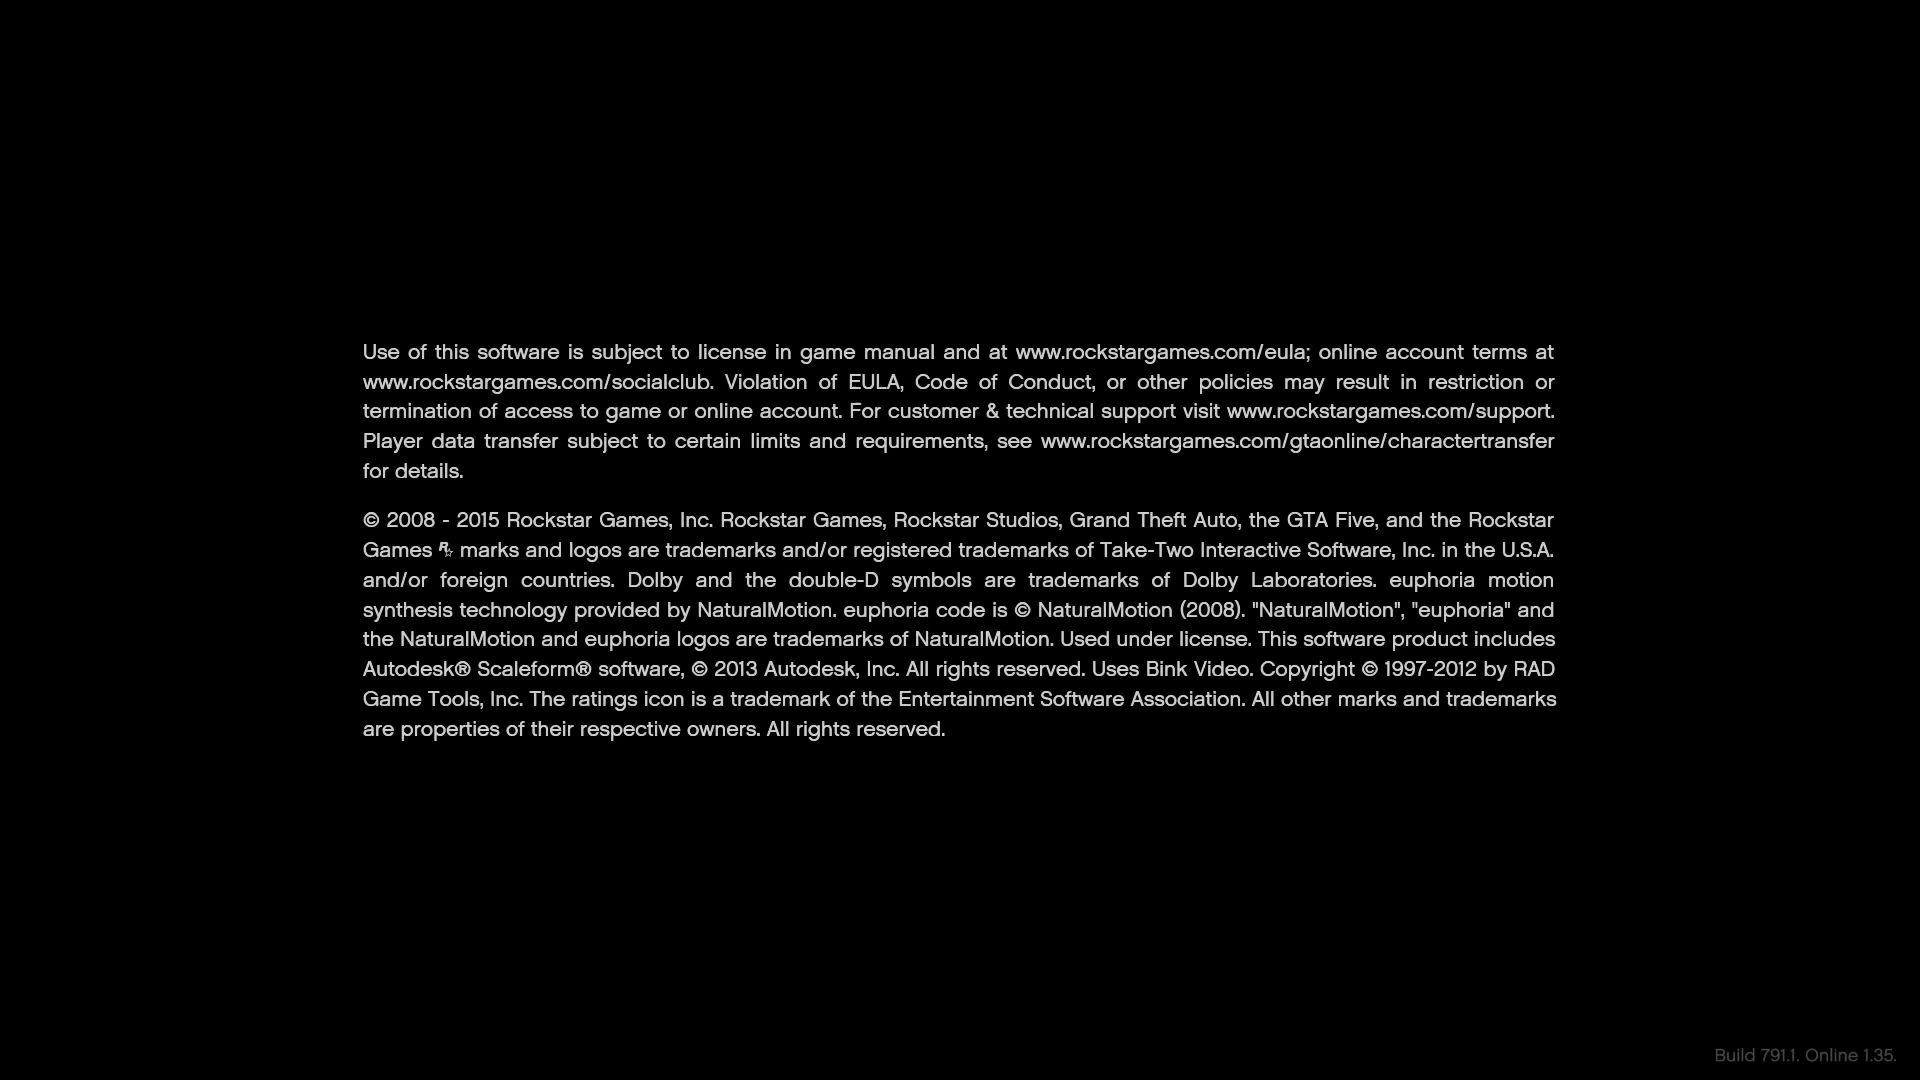 Use of this software is subject to license in game manual and at www.rockstargames.com/eula; online account terms at
www.rockstargames.com/socialclub. Violation of EULA, Code of Conduct, or other policies may result in restriction or
termination of access to game or online account. For customer & technical support visit www.rockstargames.com/support.
Player data transfer subject to certain limits and requirements, see www.rockstargames.com/gtaonline/charactertransfer
for details.
© 2008 - 2015 Rockstar Games, Inc. Rockstar Games, Rockstar Studios, Grand Theft Auto, the GTA Five, and the Rockstar
Games R* marks and logos are trademarks and/or registered trademarks of Take-Two Interactive Software, Inc. in the U.S.A.
and/or foreign countries. Dolby and the double-D symbols are trademarks of Dolby Laboratories. euphoria motion
synthesis technology provided by NaturalMotion. euphoria code is © NaturalMotion (2008). "NaturalMotion", "euphoria" and
the NaturalMotion and euphoria logos are trademarks of NaturalMotion. Used under license. This software product includes
Autodesk® Scaleform® software, © 2013 Autodesk, Inc. All rights reserved. Uses Bink Video. Copyright © 1997-2012 by RAD
Game Tools, Inc. The ratings icon is a trademark of the Entertainment Software Association. All other marks and trademarks
are properties of their respective owners. All rights reserved.
Build 791.1. Online 1.35.